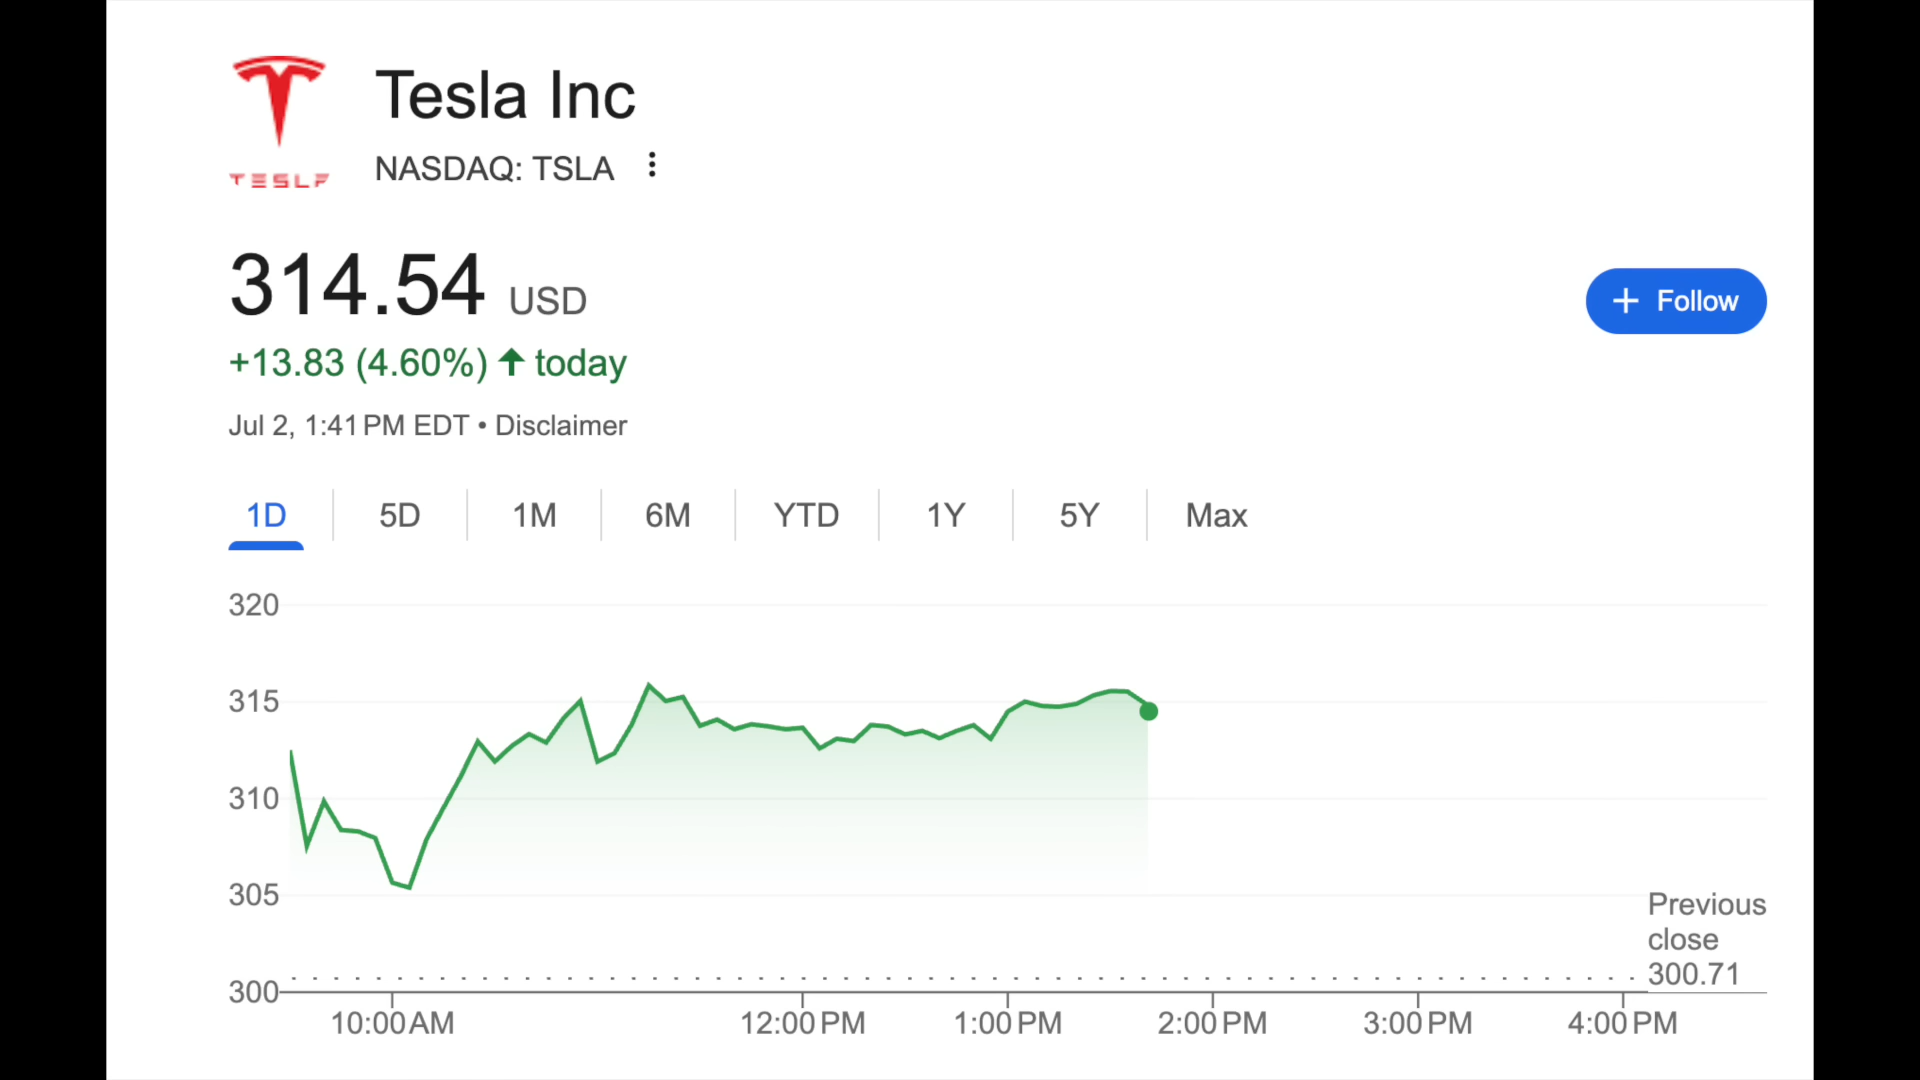 Tesla Inc
NASDAQ: TSLA
TESLA
314.54 USD
+ Follow
+13.83 (4.60%) ↑ today
Jul 2, 1:41 PM EDT • Disclaimer
1D 5D 1M 6M YTD 1Y 5Y Max
320
315
310
305
300
Previous
close
300.71
10:00 AM 12:00 PM 1:00 PM 2:00 PM 3:00 PM 4:00 PM